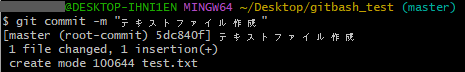 @DESKTOP-IHNI1EN MINGW64 ~/Desktop/gitbash_test (master)
$ git commit -m "テキストファイル作成"
[master (root-commit) 5dc840f] テキストファイル作成
 1 file changed, 1 insertion(+)
 create mode 100644 test.txt